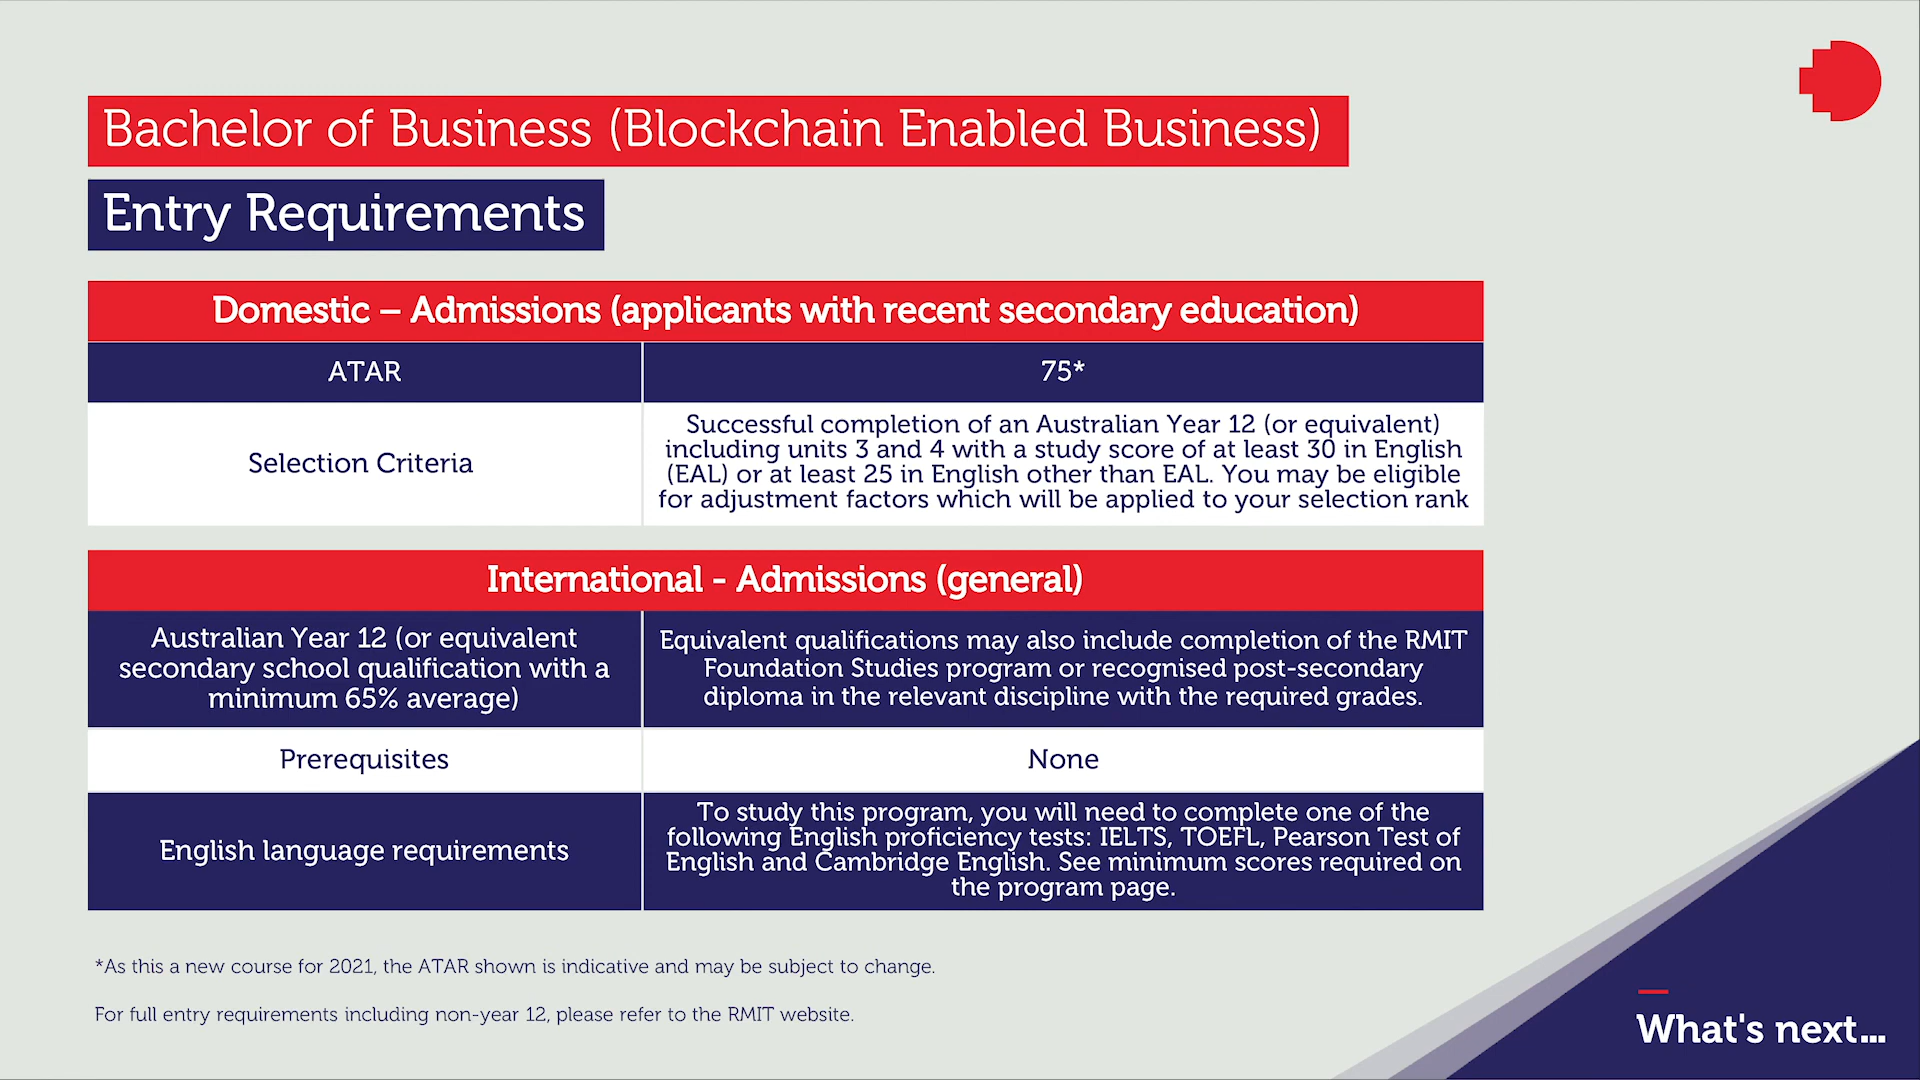 Bachelor of Business (Blockchain Enabled Business)
Entry Requirements
Domestic – Admissions (applicants with recent secondary education)
ATAR
75*
Selection Criteria
Successful completion of an Australian Year 12 (or equivalent)
including units 3 and 4 with a study score of at least 30 in English
(EAL) or at least 25 in English other than EAL. You may be eligible
for adjustment factors which will be applied to your selection rank
International - Admissions (general)
Australian Year 12 (or equivalent
secondary school qualification with a
minimum 65% average)
Equivalent qualifications may also include completion of the RMIT
Foundation Studies program or recognised post-secondary
diploma in the relevant discipline with the required grades.
Prerequisites
None
English language requirements
To study this program, you will need to complete one of the
following English proficiency tests: IELTS, TOEFL, Pearson Test of
English and Cambridge English. See minimum scores required on
the program page.
*As this a new course for 2021, the ATAR shown is indicative and may be subject to change.
For full entry requirements including non-year 12, please refer to the RMIT website.
What's next...